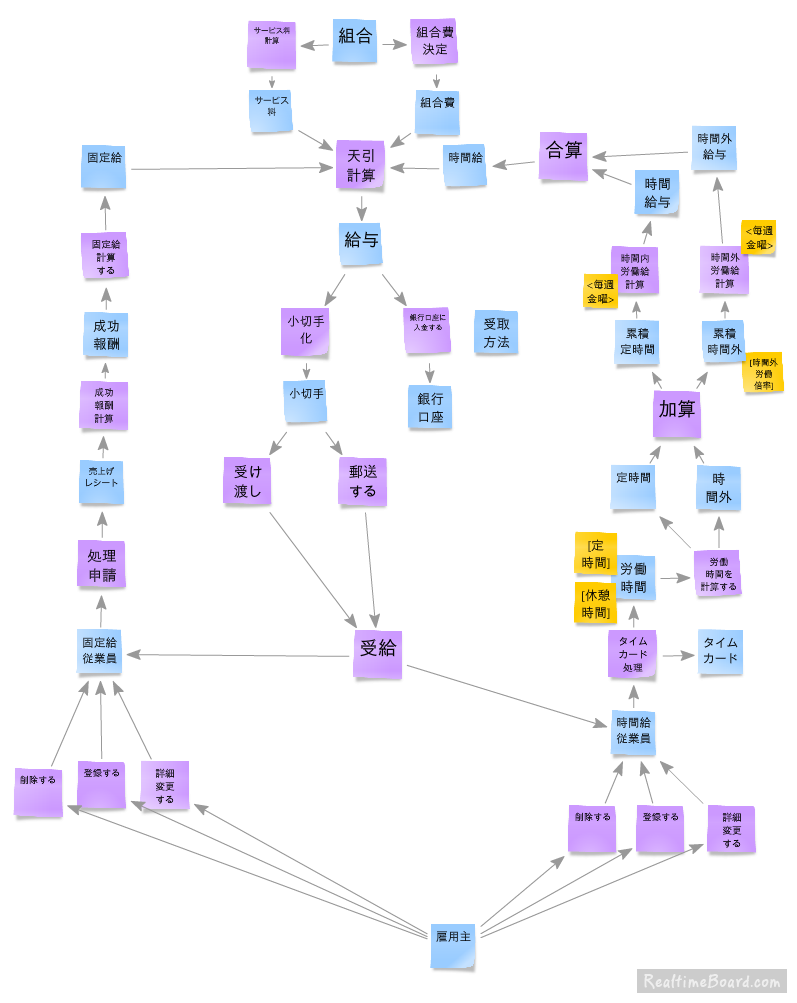 サービス料
計算
組合
組合費
決定
サービス
料
組合費
固定給
天引
計算
時間給
合算
時間外
給与
時間
給与
固定給
計算
する
給与
時間内
労働給
計算
<毎週
金曜>
時間外
労働給
計算
<毎週
金曜>
成功
報酬
小切手
化
銀行口座に
入金する
受取
方法
累積
定時間
累積
時間外
[時間外
労働
倍率]
成功
報酬
計算
小切手
銀行
口座
加算
売上げ
レシート
受け
渡し
郵送
する
定時間
時
間外
処理
申請
[定
時間]
労働
時間
[休憩
時間]
労働
時間を
計算する
固定給
従業員
受給
タイム
カード
処理
タイム
カード
時間給
従業員
削除する
登録する
詳細
変更
する
削除する
登録する
詳細
変更
する
雇用主
RealtimeBoard.com